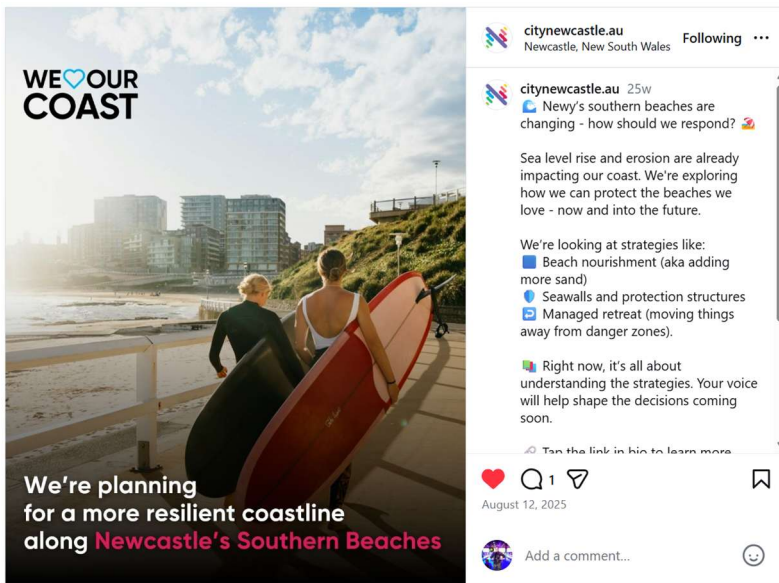 WE OUR
COAST
We're planning
for a more resilient coastline
along Newcastle's Southern Beaches
citynewcastle.au
Newcastle, New South Wales
Following
citynewcastle.au 25w
🌊 Newy's southern beaches are
changing - how should we respond? 🏖️
Sea level rise and erosion are already
impacting our coast. We're exploring
how we can protect the beaches we
love - now and into the future.
We're looking at strategies like:
🟦 Beach nourishment (aka adding
more sand)
🛡️ Seawalls and protection structures
↩️ Managed retreat (moving things
away from danger zones).
📚 Right now, it's all about
understanding the strategies. Your voice
will help shape the decisions coming
soon.
🔗 Tap the link in bio to learn more
1
August 12, 2025
Add a comment...